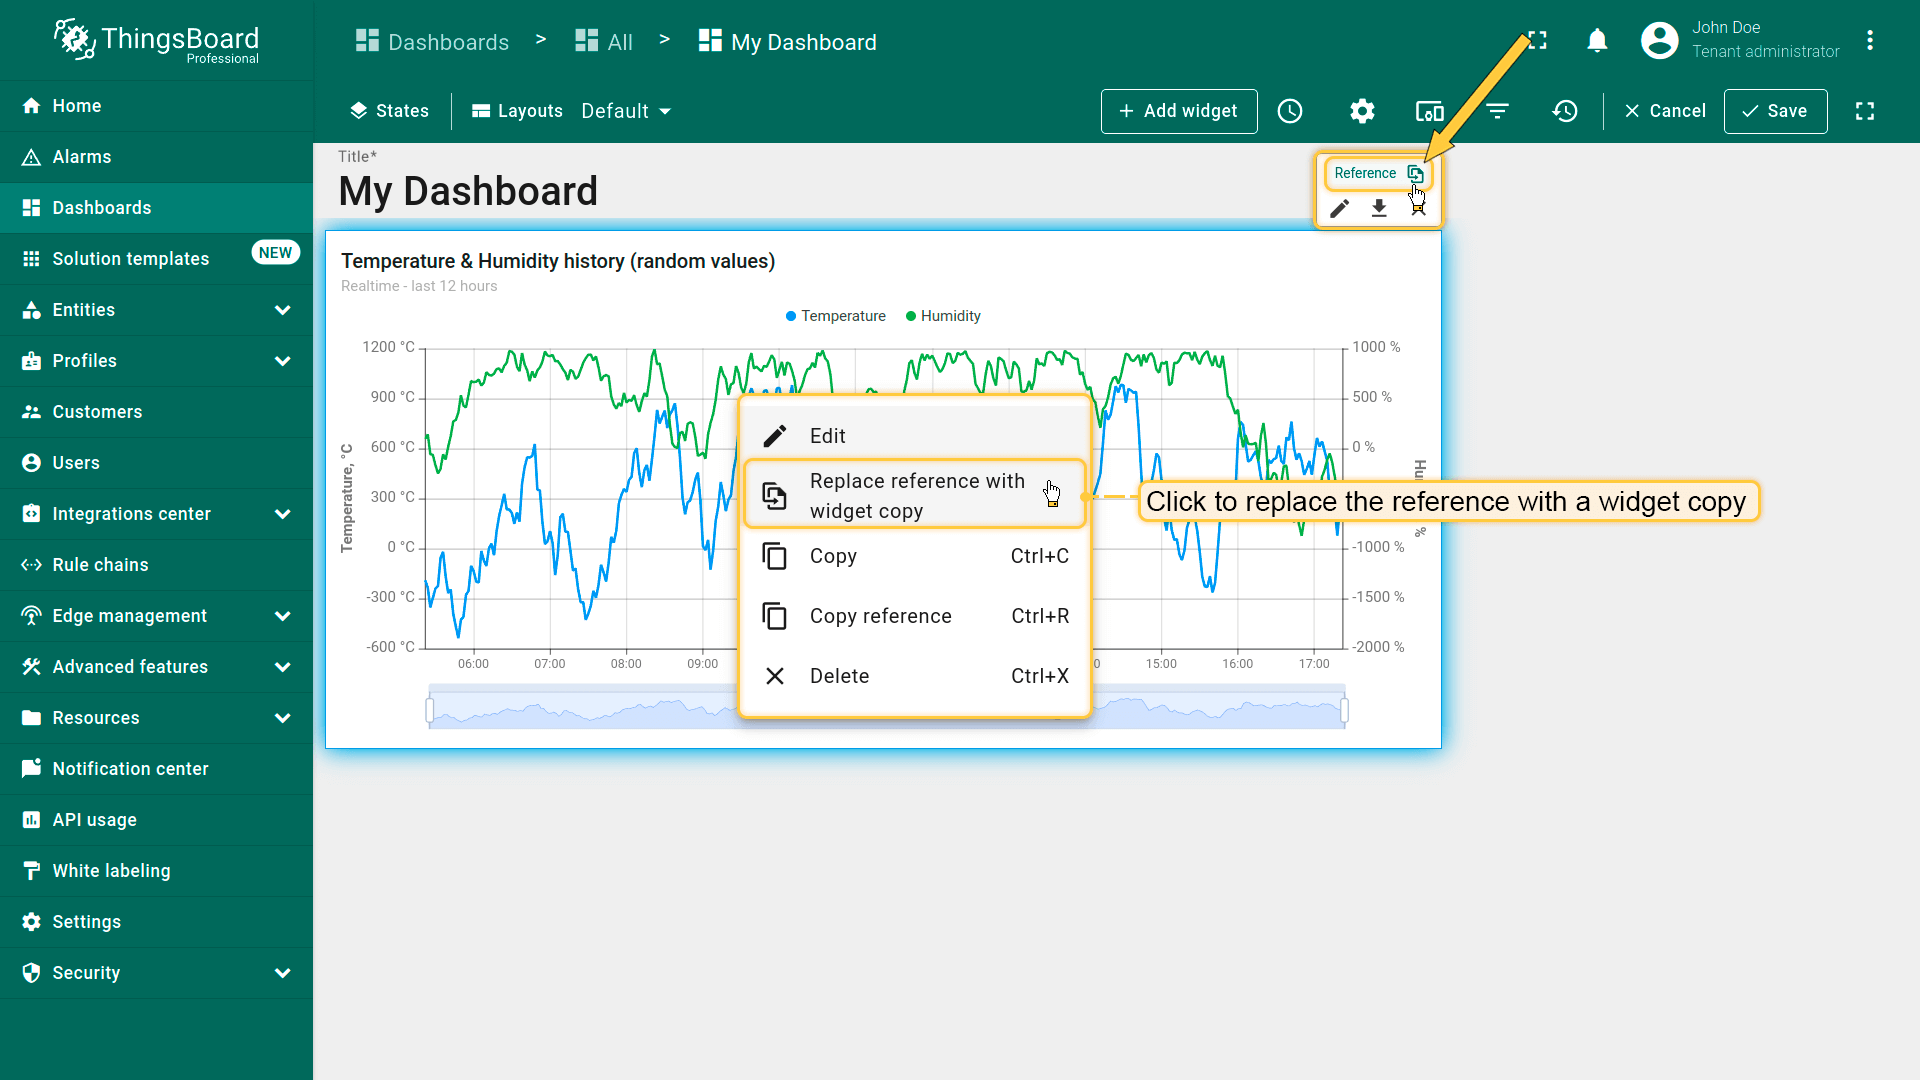 ThingsBoard
Professional
Home
Alarms
Dashboards
Solution templates NEW
Entities
Profiles
Customers
Users
Integrations center
Rule chains
Edge management
Advanced features
Resources
Notification center
API usage
White labeling
Settings
Security
Dashboards > All > My Dashboard
John Doe
Tenant administrator
States Layouts Default + Add widget Cancel Save
Title*
My Dashboard
Reference
Temperature & Humidity history (random values)
Realtime - last 12 hours
Temperature Humidity
1200 °C 1000 %
900 °C 500 %
600 °C 0 %
300 °C
0 °C -1000 %
-300 °C -1500 %
-600 °C -2000 %
Temperature, °C
06:00 07:00 08:00 09:00 15:00 16:00 17:00
Edit
Replace reference with
widget copy
Copy Ctrl+C
Copy reference Ctrl+R
Delete Ctrl+X
Click to replace the reference with a widget copy